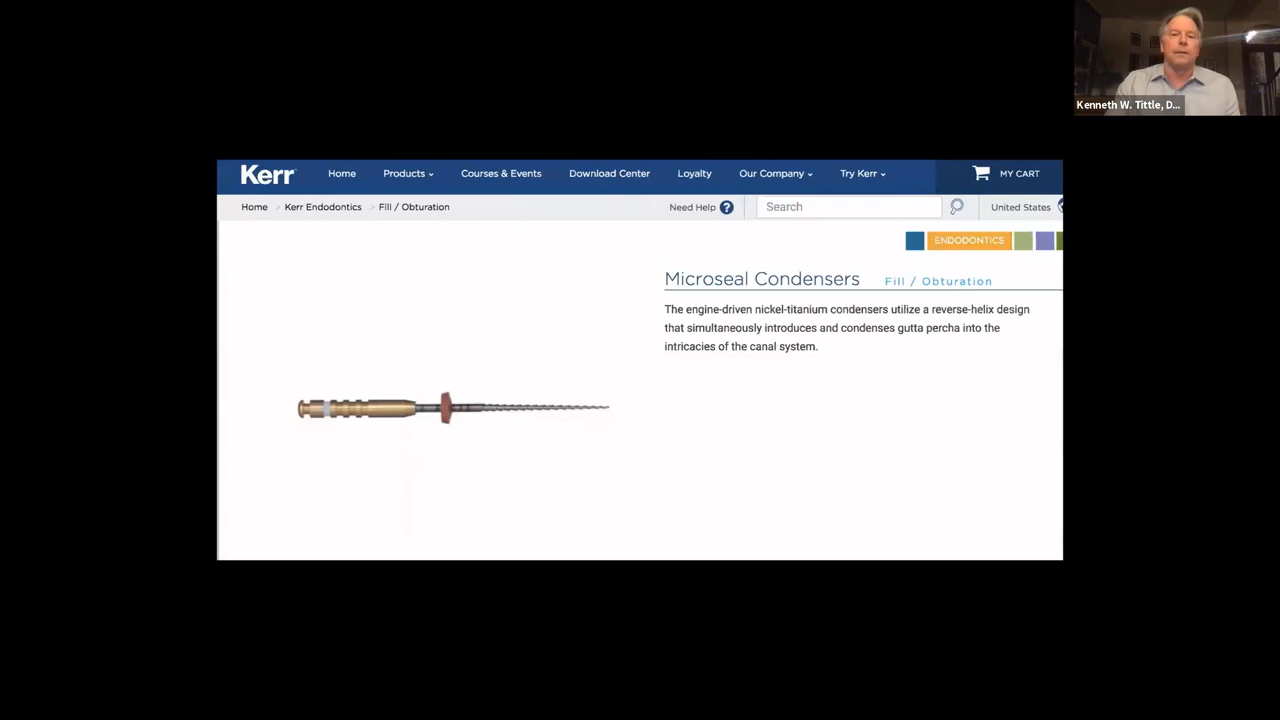 Kenneth W. Tittle, D...
Kerr
Home Products Courses & Events Download Center Loyalty Our Company Try Kerr MY CART
Home > Kerr Endodontics > Fill / Obturation Need Help ? Search United States
ENDODONTICS
Microseal Condensers Fill / Obturation
The engine-driven nickel-titanium condensers utilize a reverse-helix design
that simultaneously introduces and condenses gutta percha into the
intricacies of the canal system.